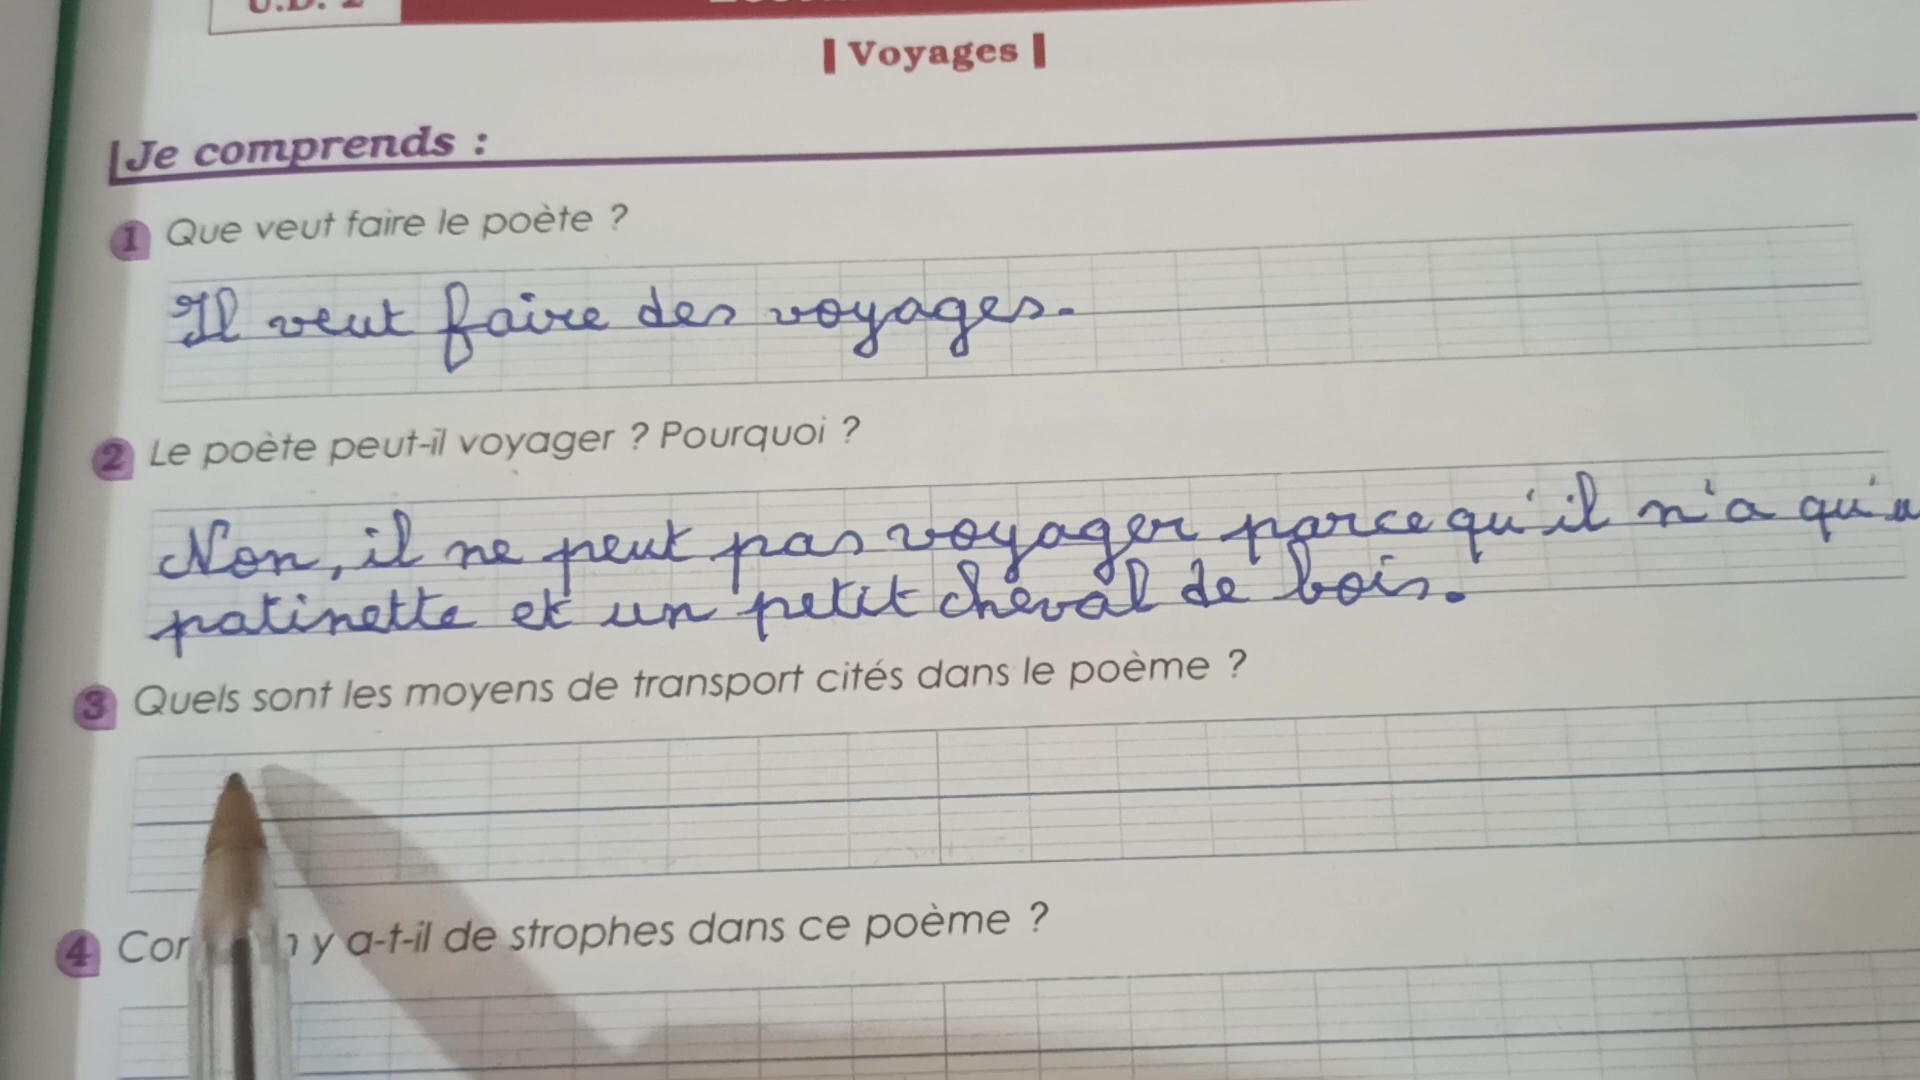 U.D. 2
Voyages
Je comprends :
1 Que veut faire le poète ?
Il veut faire des voyages.
2 Le poète peut-il voyager ? Pourquoi ?
Non, il ne peut pas voyager parce qu'il n'a qu'u
patinette et un petit cheval de bois.
3 Quels sont les moyens de transport cités dans le poème ?
4 y a-t-il de strophes dans ce poème ?